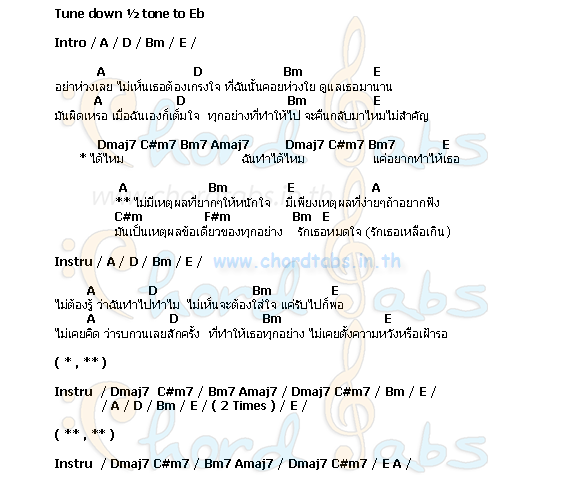 Tune down ½ tone to Eb
Intro / A / D / Bm / E /
A D Bm E
อย่าห่วงเลย ไม่เห็นเธอต้องเกรงใจ ที่ฉันนั้นคอยห่วงใย ดูแลเธอมานาน
A D Bm E
มันผิดเหรอ เมื่อฉันเองก็เต็มใจ ทุกอย่างที่ทำให้ไป จะคืนกลับมาไหมไม่สำคัญ
Dmaj7 C#m7 Bm7 Amaj7 Dmaj7 C#m7 Bm7 E
* ได้ไหม ฉันทำได้ไหม แค่อยากทำให้เธอ
A Bm E A
** ไม่มีเหตุผลที่ยากๆให้หนักใจ มีเพียงเหตุผลที่ง่ายๆถ้าอยากฟัง
C#m F#m Bm E
มันเป็นเหตุผลข้อเดียวของทุกอย่าง รักเธอหมดใจ (รักเธอเหลือเกิน)
Instru / A / D / Bm / E /
www.chordtabs.in.th
A D Bm E
ไม่ต้องรู้ ว่าฉันทำไปทำไม ไม่เห็นจะต้องใส่ใจ แค่รับไปก็พอ
A D Bm E
ไม่เคยคิด ว่ารบกวนเลยสักครั้ง ที่ทำให้เธอทุกอย่าง ไม่เคยตั้งความหวังหรือเฝ้ารอ
( * , ** )
Instru / Dmaj7 C#m7 / Bm7 Amaj7 / Dmaj7 C#m7 / Bm / E /
/ A / D / Bm / E / ( 2 Times ) / E /
( ** , ** )
Instru / Dmaj7 C#m7 / Bm7 Amaj7 / Dmaj7 C#m7 / E A /